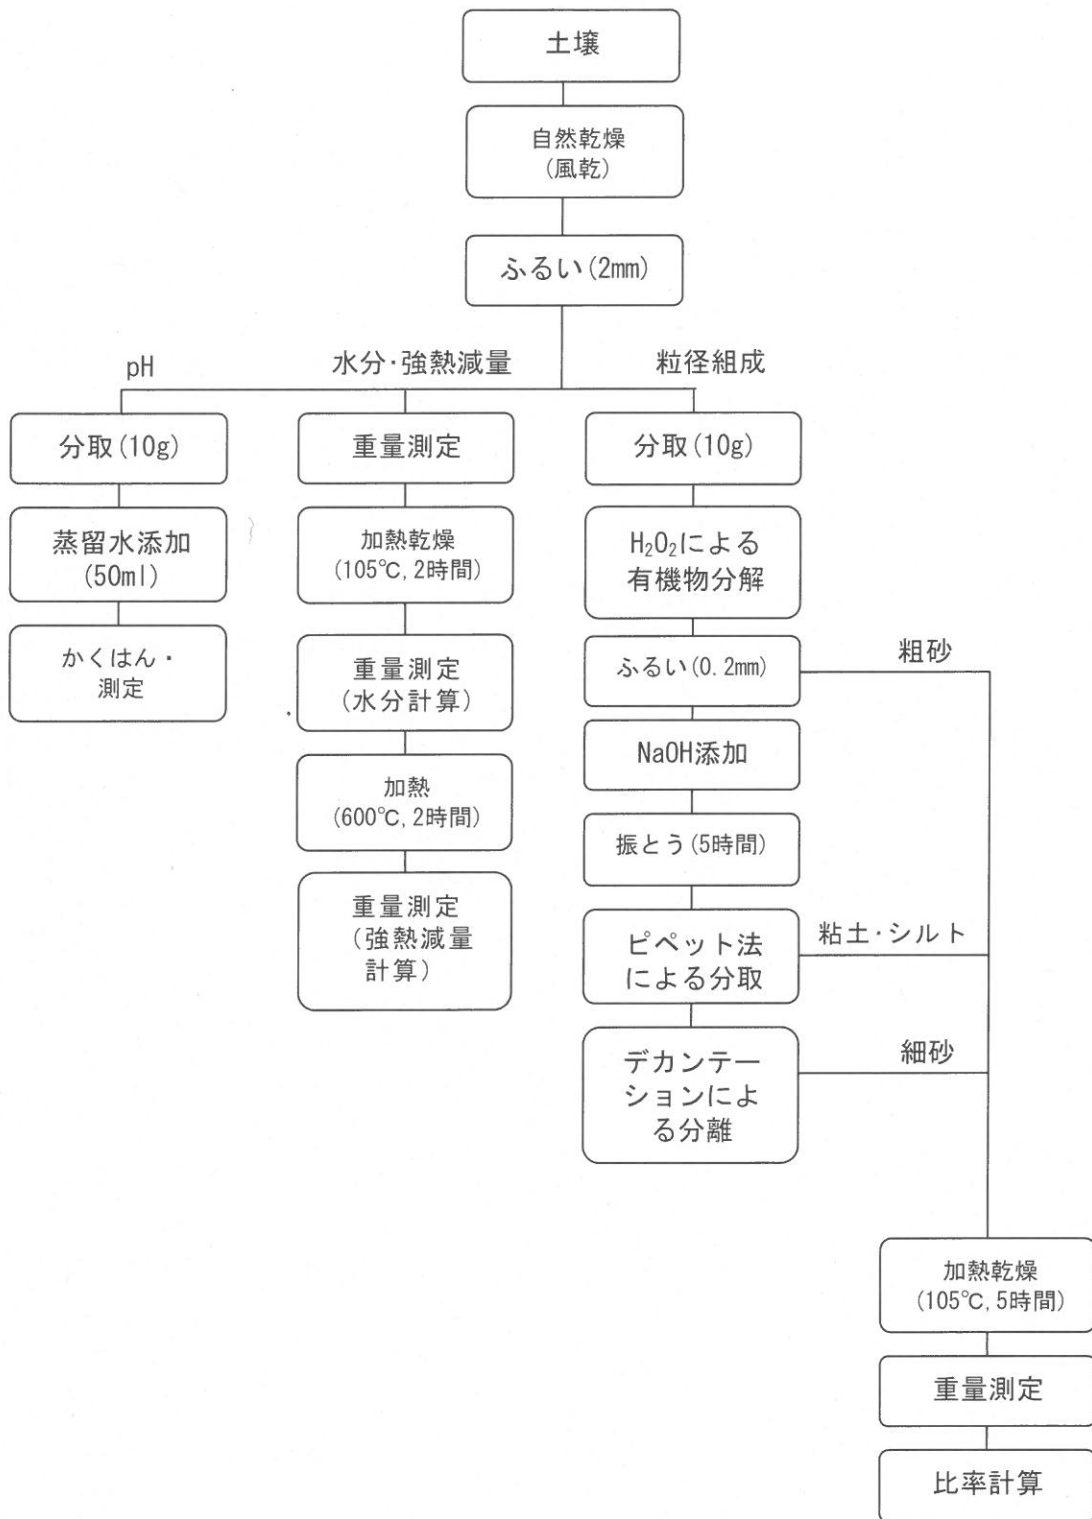 土壌
自然乾燥
(風乾)
ふるい(2mm)
pH
水分・強熱減量
粒径組成
分取(10g)
蒸留水添加
(50ml)
かくはん・
測定
重量測定
加熱乾燥
(105℃,2時間)
重量測定
(水分計算)
加熱
(600℃,2時間)
重量測定
(強熱減量
計算)
分取(10g)
H₂O₂による
有機物分解
ふるい(0.2mm)
粗砂
NaOH添加
振とう(5時間)
ピペット法
による分取
粘土・シルト
デカンテー
ションによ
る分離
細砂
加熱乾燥
(105℃,5時間)
重量測定
比率計算